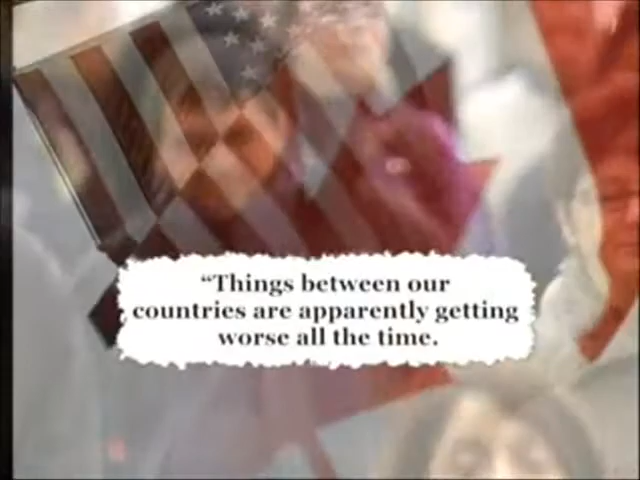 “Things between our
countries are apparently getting
worse all the time.